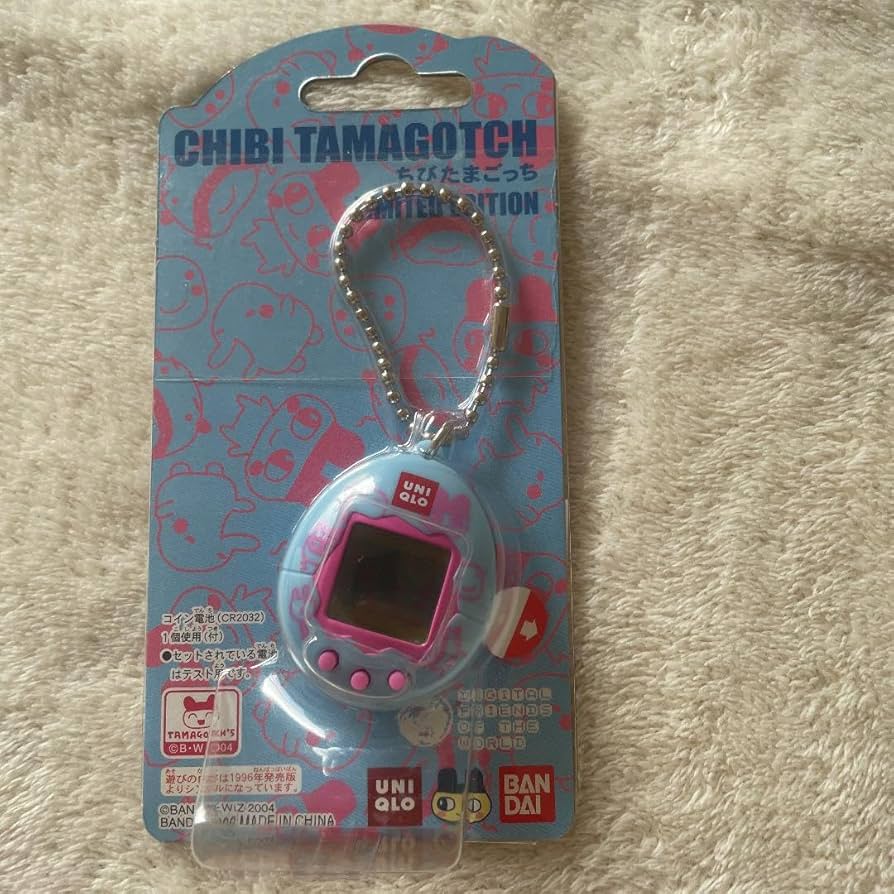 CHIBI TAMAGOTCH
ちびたまごっち
LIMITED EDITION
UNI
QLO
コイン電池(CR2032)
1個使用(付)
●セットされている電池
はテスト用です。
TAMAGOTCH'S
©B・W 2004
DIGITAL
FRIENDS
OF THE
WORLD
遊びの内容は1996年発売版
よりシンプルになっています。
©BANDAI・WiZ 2004
BANDAI 2004 MADE IN CHINA
UNI
QLO
BAN
DAI